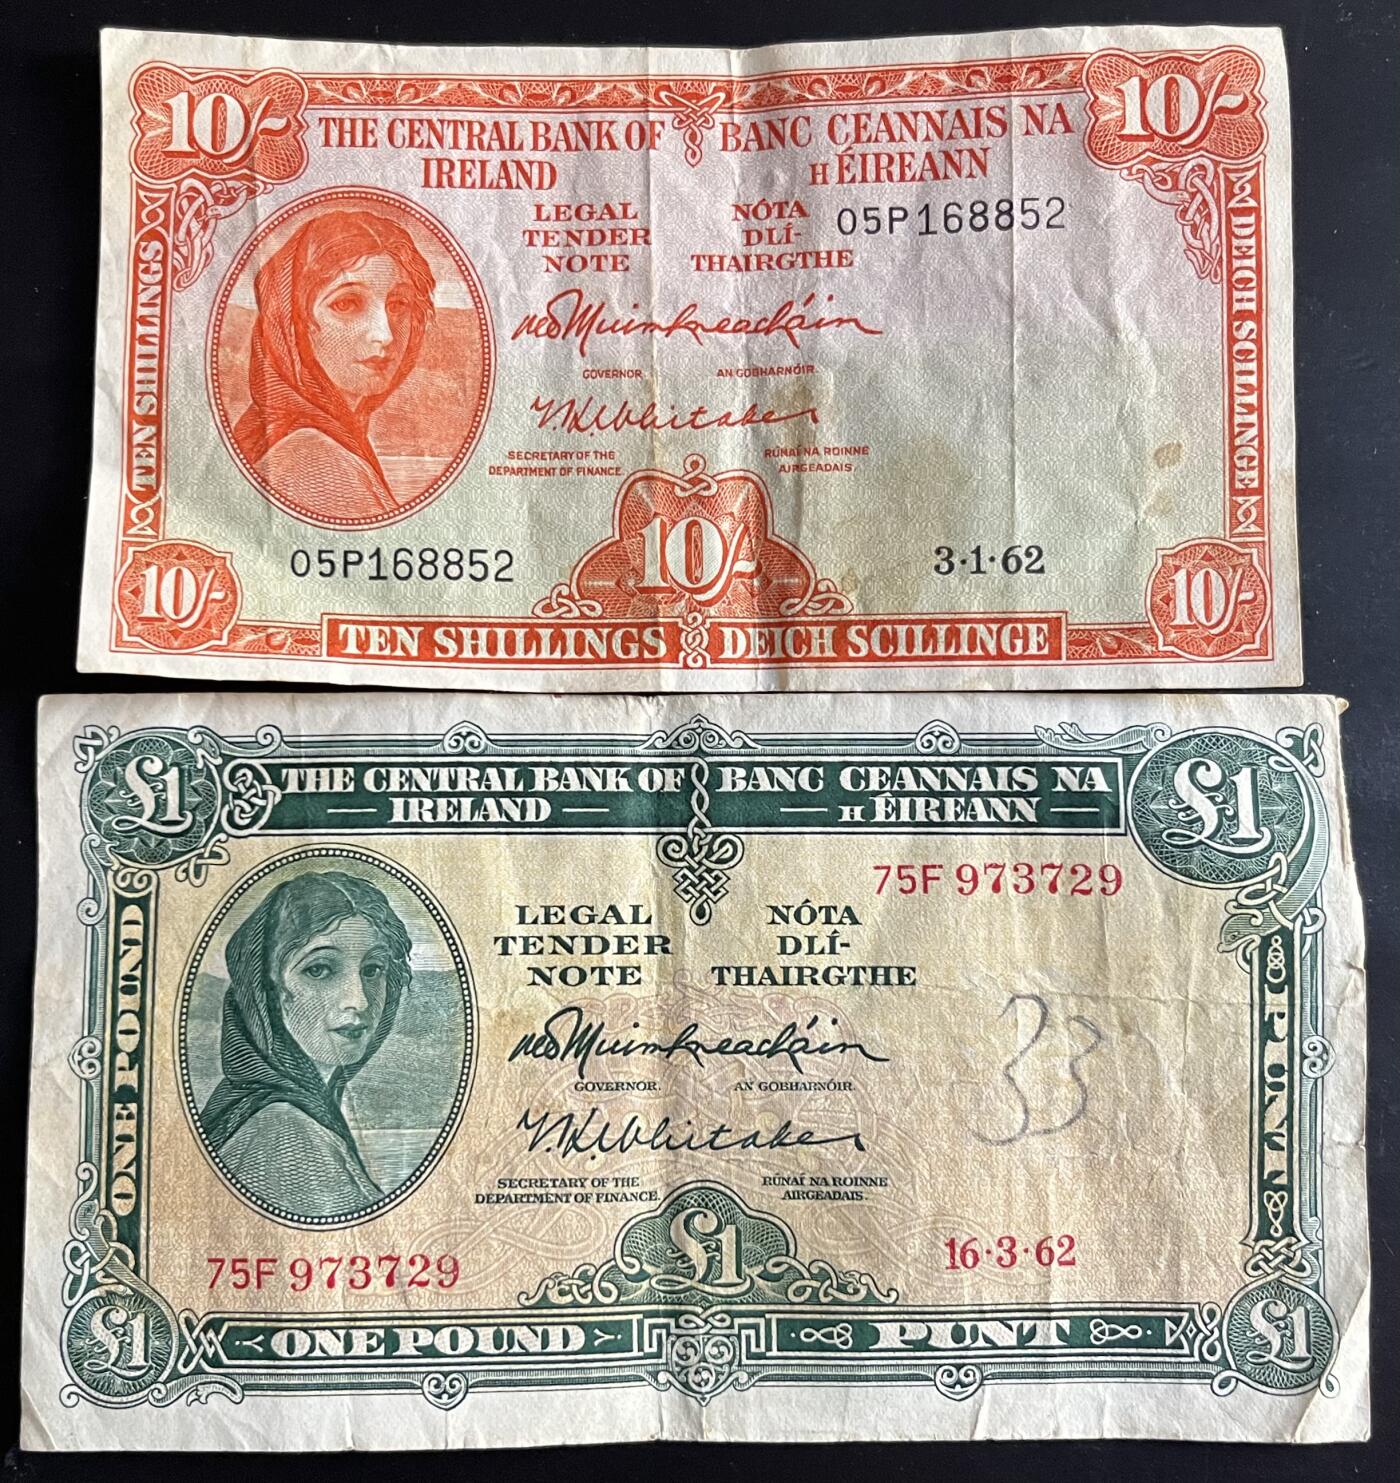 10/- 10/-
THE CENTRAL BANK OF BANC CEANNAIS NA
IRELAND H ÉIREANN
LEGAL NÓTA 05P168852
TENDER DLÍ-
NOTE THAIRGTHE
TEN SHILLINGS
DEICH SCILLINGE
GOVERNOR. AN GOBHARNÓIR.
T.K. Whitaker
SECRETARY OF THE RÚNAÍ NA ROINNE
DEPARTMENT OF FINANCE. AIRGEADAIS.
05P168852 10/- 3·1·62
10/- 10/-
TEN SHILLINGS DEICH SCILLINGE
£1 £1
THE CENTRAL BANK OF BANC CEANNAIS NA
IRELAND H ÉIREANN
75F 973729
LEGAL NÓTA
TENDER DLÍ-
NOTE THAIRGTHE
ONE POUND
PUNT
33
GOVERNOR. AN GOBHARNÓIR.
T.K. Whitaker
SECRETARY OF THE RÚNAÍ NA ROINNE
DEPARTMENT OF FINANCE. AIRGEADAIS.
75F 973729 £1 16·3·62
£1 £1
ONE POUND PUNT